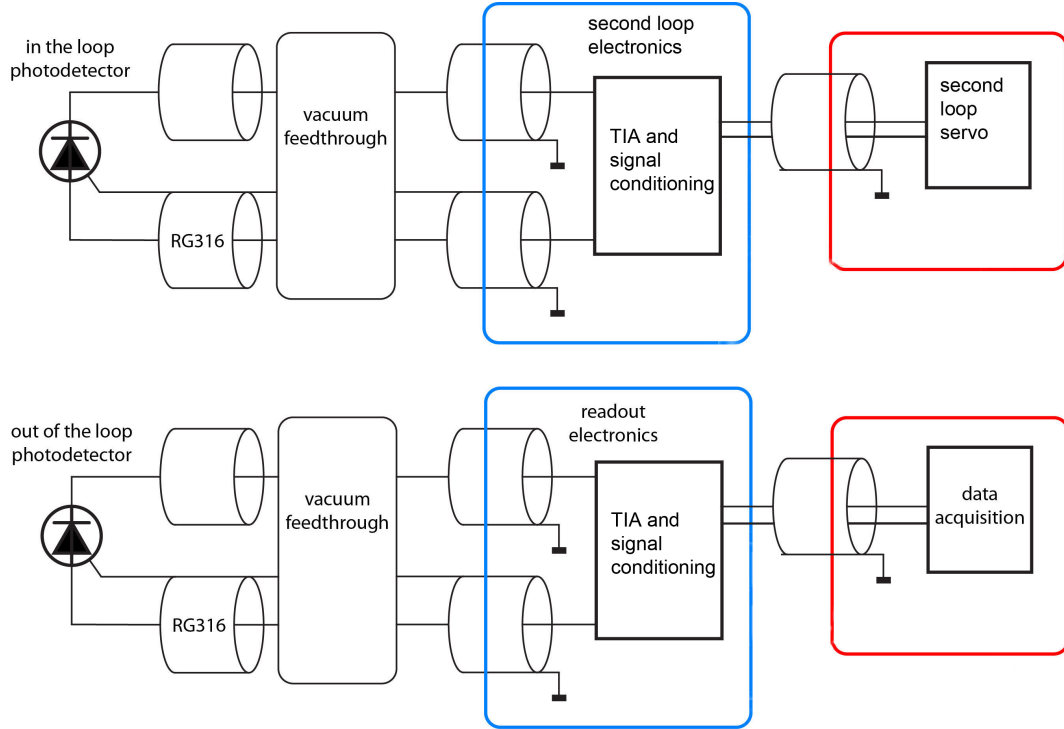 in the loop
photodetector
RG316
vacuum
feedthrough
second loop
electronics
TIA and
signal
conditioning
second
loop
servo
out of the loop
photodetector
RG316
vacuum
feedthrough
readout
electronics
TIA and
signal
conditioning
data
acquisition